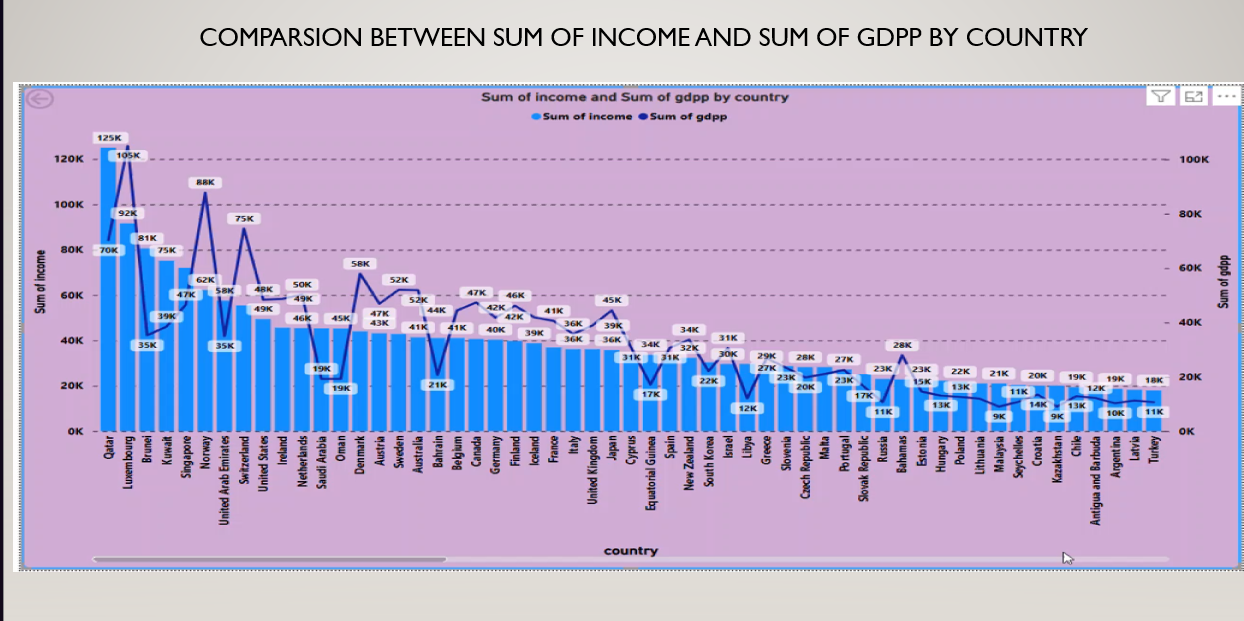 COMPARSION BETWEEN SUM OF INCOME AND SUM OF GDPP BY COUNTRY
Sum of income and Sum of gdpp by country
Sum of income Sum of gdpp
125K
105K
120K
100K
88K
92K
75K
100K
80K
81K
75K
70K
80K
58K
62K
52K
60K
47K
58K
48K
50K
49K
47K
46K
45K
60K
52K
44K
42K
41K
39K
49K
46K
45K
47K
43K
41K
41K
40K
42K
39K
36K
39K
34K
40K
40K
35K
35K
36K
36K
34K
32K
31K
31K
31K
30K
29K
28K
27K
28K
19K
27K
23K
23K
23K
22K
21K
20K
19K
19K
18K
20K
19K
21K
17K
22K
23K
20K
23K
17K
15K
13K
11K
12K
20K
12K
11K
13K
9K
14K
9K
13K
10K
11K
0K
0K
Sum of income
Sum of gdpp
Qatar
Luxembourg
Brunei
Kuwait
Singapore
Norway
United Arab Emirates
Switzerland
United States
Ireland
Netherlands
Saudi Arabia
Oman
Denmark
Austria
Sweden
Australia
Bahrain
Belgium
Canada
Germany
Finland
Iceland
France
Italy
United Kingdom
Japan
Cyprus
Equatorial Guinea
Spain
New Zealand
South Korea
Israel
Libya
Greece
Slovenia
Czech Republic
Malta
Portugal
Slovak Republic
Russia
Bahamas
Estonia
Hungary
Poland
Lithuania
Malaysia
Seychelles
Croatia
Kazakhstan
Chile
Antigua and Barbuda
Argentina
Latvia
Turkey
country